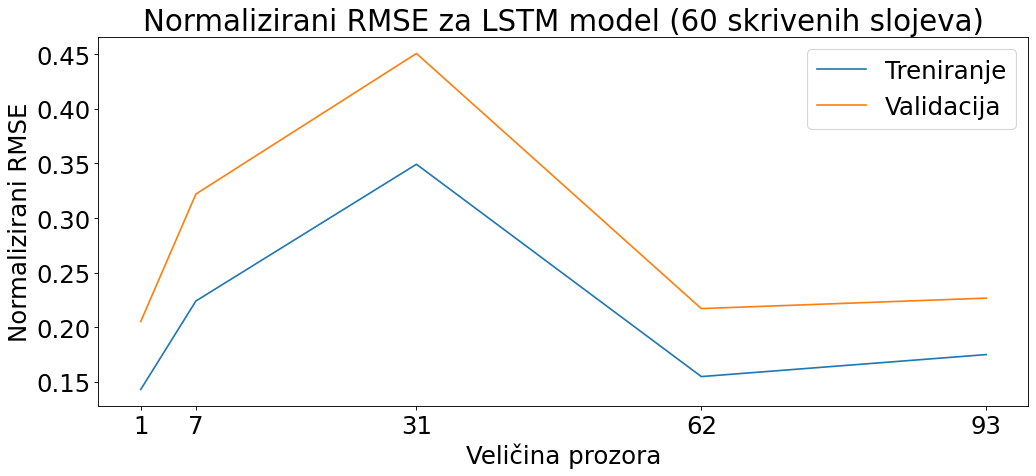 Normalizirani RMSE za LSTM model (60 skrivenih slojeva)
Treniranje
Validacija
Normalizirani RMSE
0.45
0.40
0.35
0.30
0.25
0.20
0.15
1 7 31 62 93
Veličina prozora